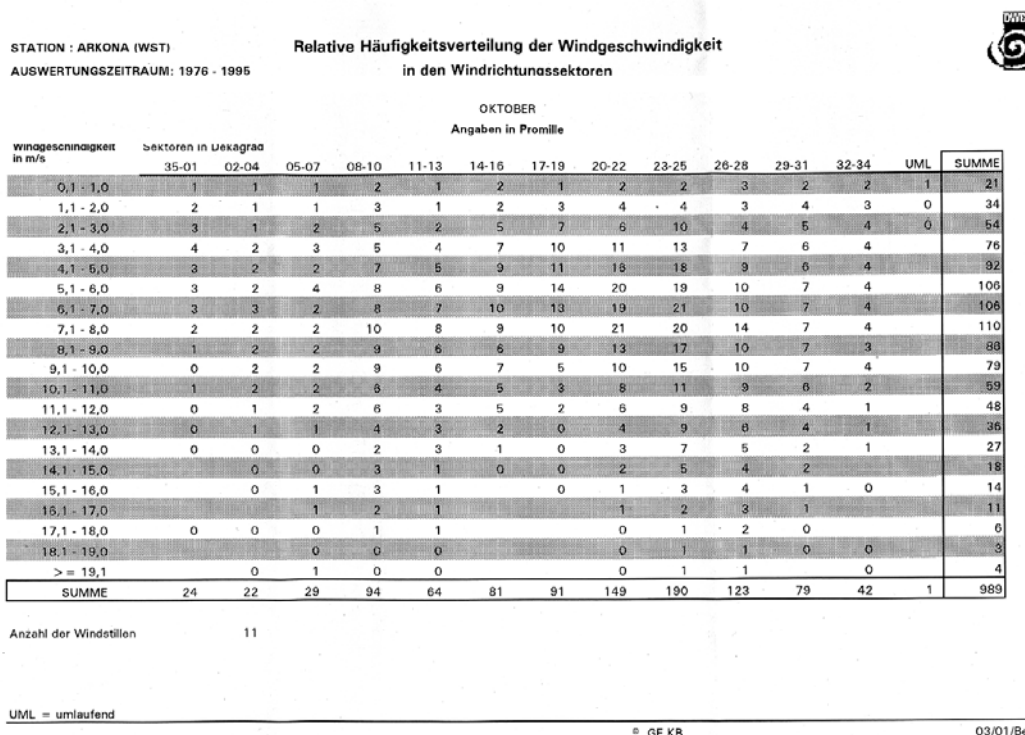 DWD
STATION : ARKONA (WST) Relative Häufigkeitsverteilung der Windgeschwindigkeit
AUSWERTUNGSZEITRAUM: 1976 - 1995 in den Windrichtungssektoren
OKTOBER
Angaben in Promille
Windgeschindigkeit Sektoren in Dekagrad
in m/s 35-01 02-04 05-07 08-10 11-13 14-16 17-19 20-22 23-25 26-28 29-31 32-34 UML SUMME
0,1 - 1,0 1 1 1 2 1 2 1 2 2 3 2 2 1 21
1,1 - 2,0 2 1 1 3 1 2 3 4 4 3 4 3 0 34
2,1 - 3,0 3 1 2 5 2 5 7 6 10 4 5 4 0 54
3,1 - 4,0 4 2 3 5 4 7 10 11 13 7 6 4 76
4,1 - 5,0 3 2 2 7 5 9 11 16 18 9 6 4 92
5,1 - 6,0 3 2 4 8 6 9 14 20 19 10 7 4 106
6,1 - 7,0 3 3 2 8 7 10 13 19 21 10 7 4 106
7,1 - 8,0 2 2 2 10 8 9 10 21 20 14 7 4 110
8,1 - 9,0 1 2 2 9 6 6 9 13 17 10 7 3 86
9,1 - 10,0 0 2 2 9 6 7 5 10 15 10 7 4 79
10,1 - 11,0 1 2 2 6 4 5 3 8 11 9 6 2 59
11,1 - 12,0 0 1 2 6 3 5 2 6 9 8 4 1 48
12,1 - 13,0 0 1 1 4 3 2 0 4 9 6 4 1 36
13,1 - 14,0 0 0 0 2 3 1 0 3 7 5 2 1 27
14,1 - 15,0 0 0 3 1 0 0 2 5 4 2 18
15,1 - 16,0 0 1 3 1 0 1 3 4 1 0 14
16,1 - 17,0 1 2 1 1 2 3 1 11
17,1 - 18,0 0 0 0 1 1 0 1 2 0 6
18,1 - 19,0 0 0 0 0 1 1 0 0 3
> = 19,1 0 1 0 0 0 1 1 0 4
SUMME 24 22 29 94 64 81 91 149 190 123 79 42 1 989
Anzahl der Windstillen 11
UML = umlaufend
© GF KB 03/01/Be